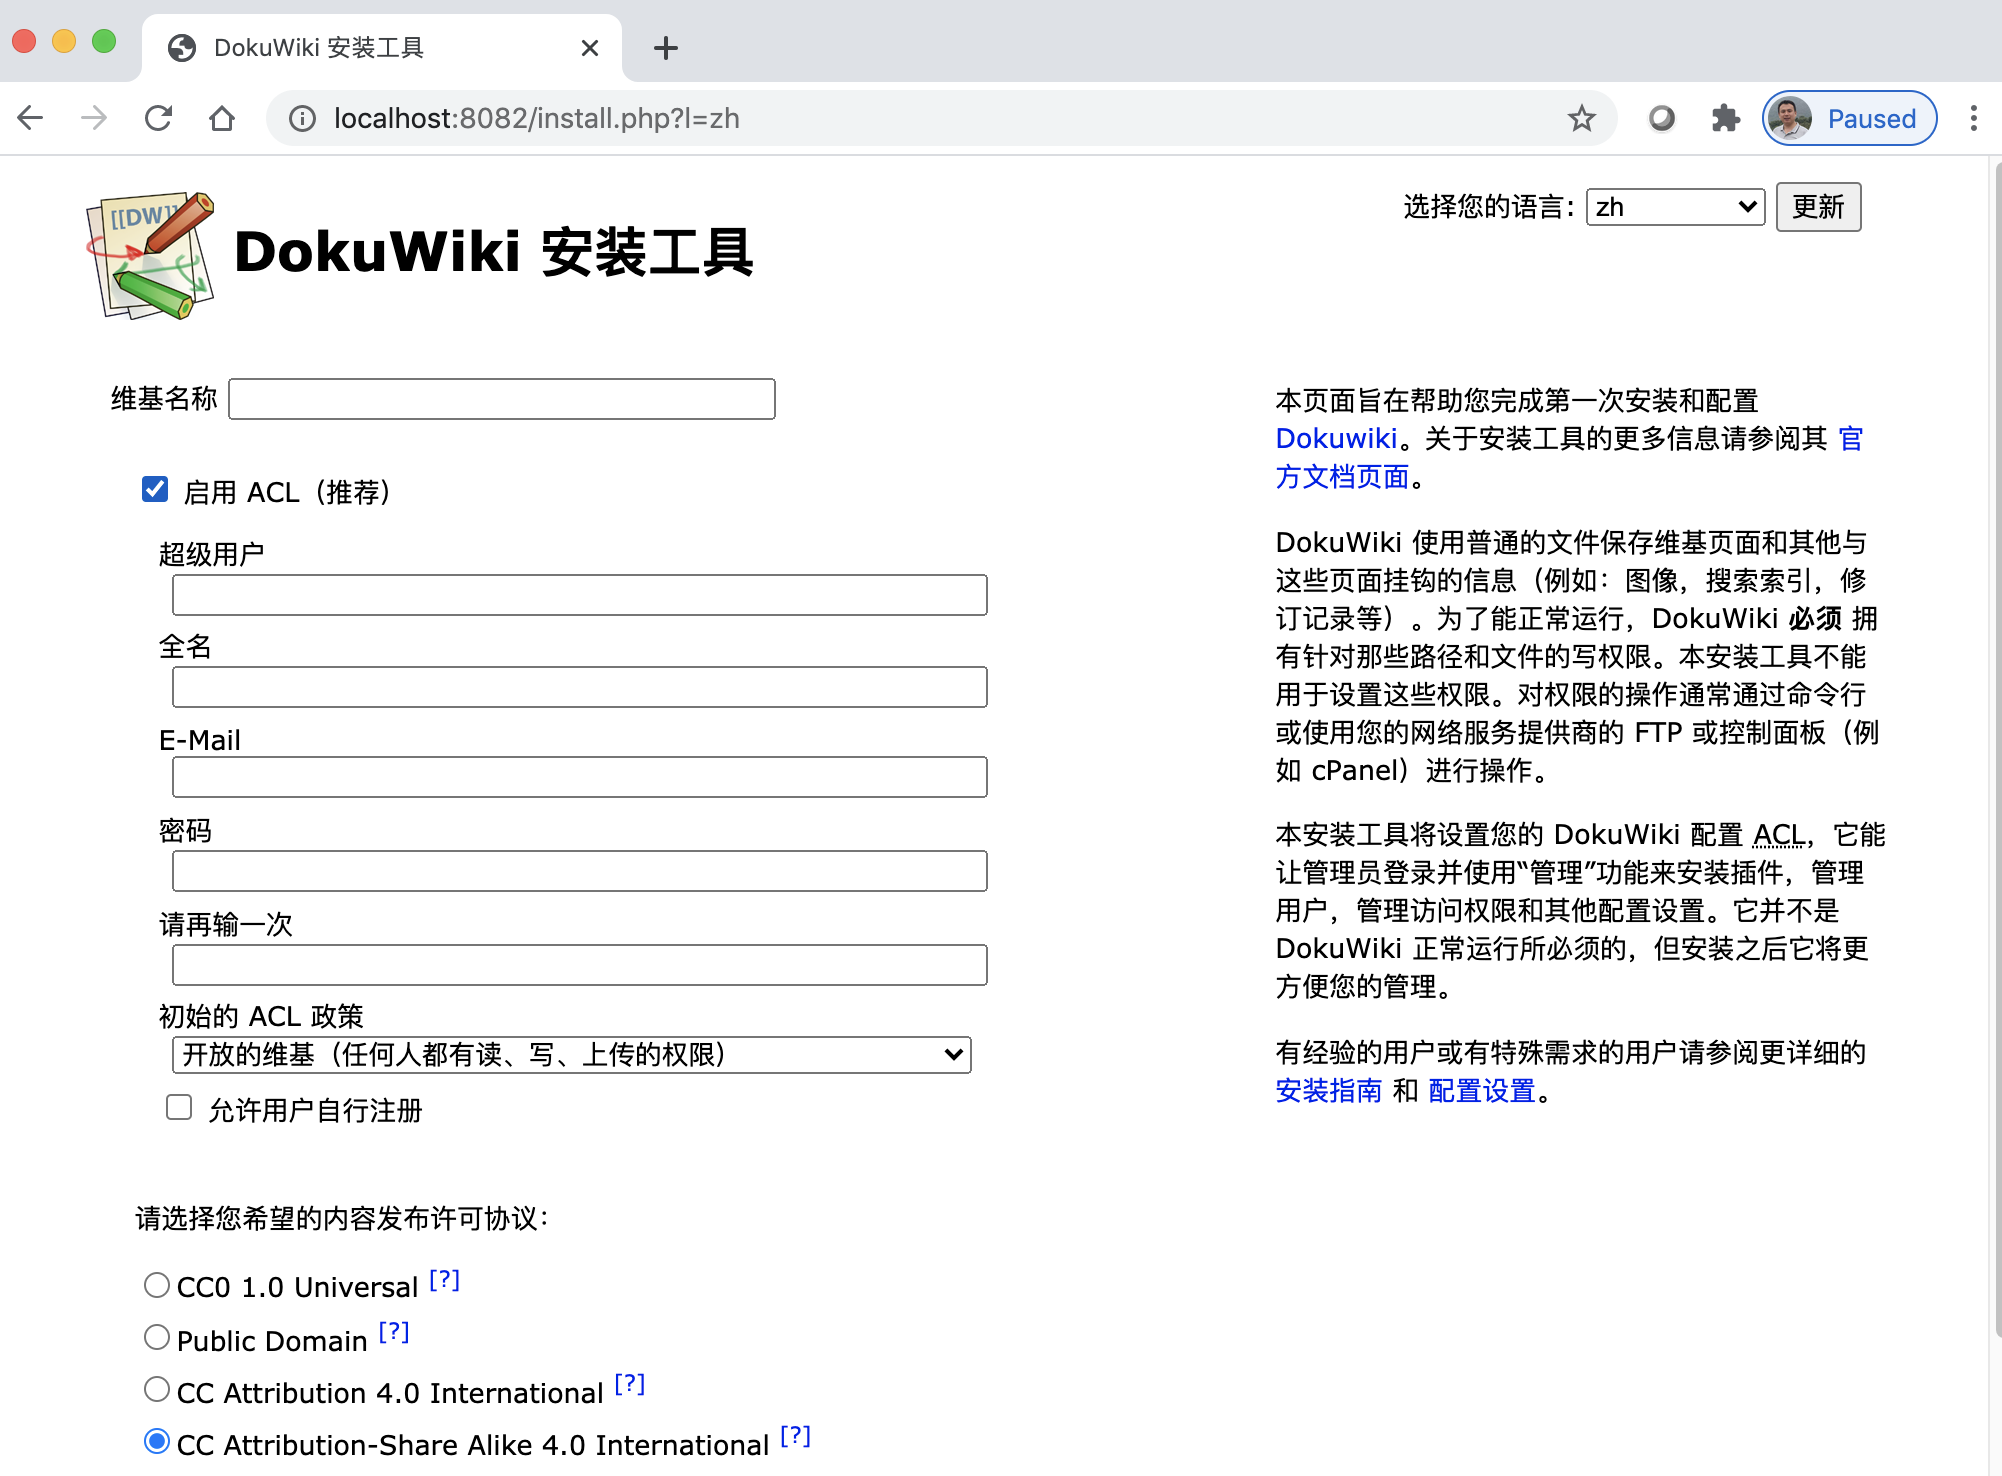 DokuWiki 安装工具
localhost:8082/install.php?l=zh
Paused
[[DW]]
DokuWiki 安装工具
选择您的语言: zh 更新
维基名称
启用 ACL（推荐）
超级用户
全名
E-Mail
密码
请再输一次
初始的 ACL 政策
开放的维基（任何人都有读、写、上传的权限）
允许用户自行注册
请选择您希望的内容发布许可协议：
CC0 1.0 Universal [?]
Public Domain [?]
CC Attribution 4.0 International [?]
CC Attribution-Share Alike 4.0 International [?]
本页面旨在帮助您完成第一次安装和配置
Dokuwiki。关于安装工具的更多信息请参阅其 官
方文档页面。
DokuWiki 使用普通的文件保存维基页面和其他与
这些页面挂钩的信息（例如：图像，搜索索引，修
订记录等）。为了能正常运行，DokuWiki 必须 拥
有针对那些路径和文件的写权限。本安装工具不能
用于设置这些权限。对权限的操作通常通过命令行
或使用您的网络服务提供商的 FTP 或控制面板（例
如 cPanel）进行操作。
本安装工具将设置您的 DokuWiki 配置 ACL，它能
让管理员登录并使用“管理”功能来安装插件，管理
用户，管理访问权限和其他配置设置。它并不是
DokuWiki 正常运行所必须的，但安装之后它将更
方便您的管理。
有经验的用户或有特殊需求的用户请参阅更详细的
安装指南 和 配置设置。